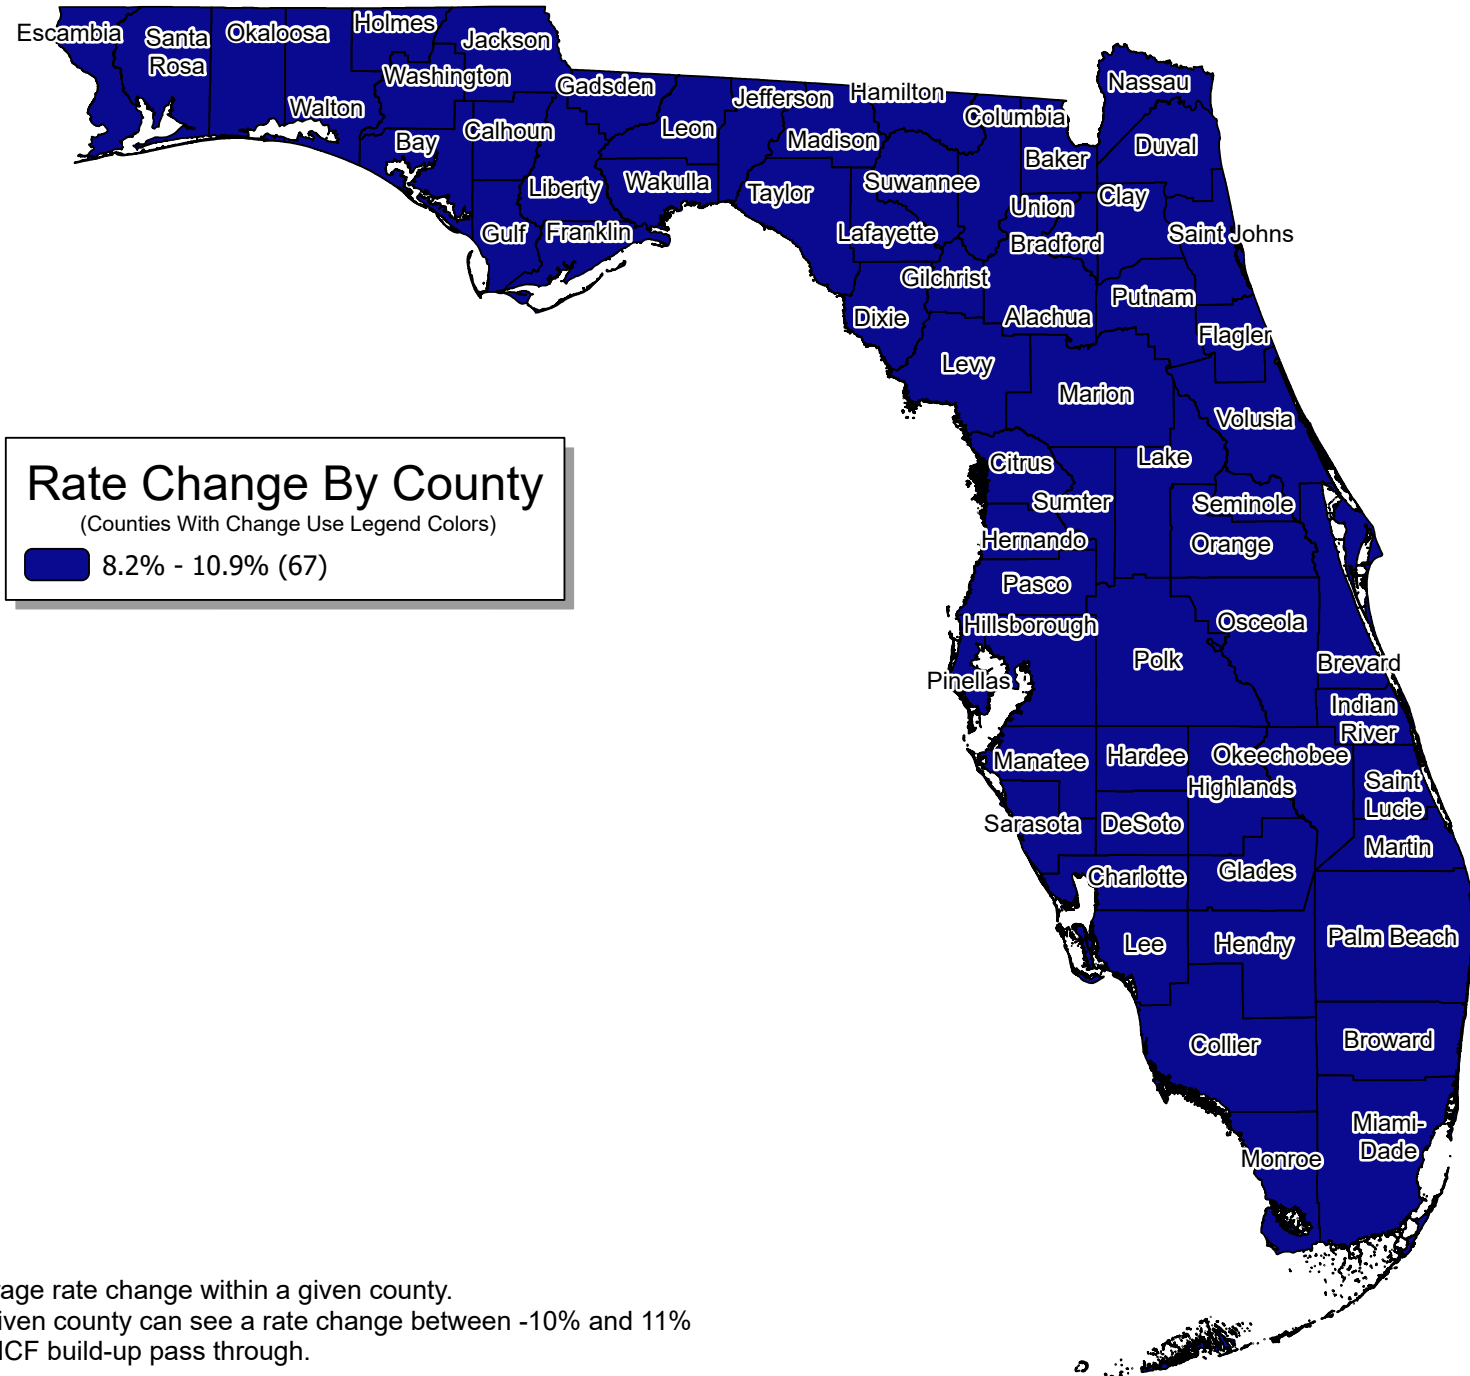 Escambia
Santa
Rosa
Okaloosa
Holmes
Jackson
Washington
Walton
Bay
Calhoun
Gadsden
Liberty
Gulf
Franklin
Leon
Wakulla
Jefferson
Madison
Hamilton
Taylor
Suwannee
Lafayette
Columbia
Baker
Nassau
Duval
Union
Bradford
Clay
Saint Johns
Gilchrist
Dixie
Alachua
Putnam
Flagler
Levy
Marion
Volusia
Citrus
Lake
Sumter
Seminole
Hernando
Orange
Pasco
Hillsborough
Osceola
Polk
Pinellas
Brevard
Indian
River
Manatee
Hardee
Okeechobee
Highlands
Saint
Lucie
Sarasota
DeSoto
Martin
Charlotte
Glades
Lee
Hendry
Palm Beach
Collier
Broward
Miami-
Dade
Monroe
Rate Change By County
(Counties With Change Use Legend Colors)
8.2% - 10.9% (67)
rage rate change within a given county.
iven county can see a rate change between -10% and 11%
build-up pass through.